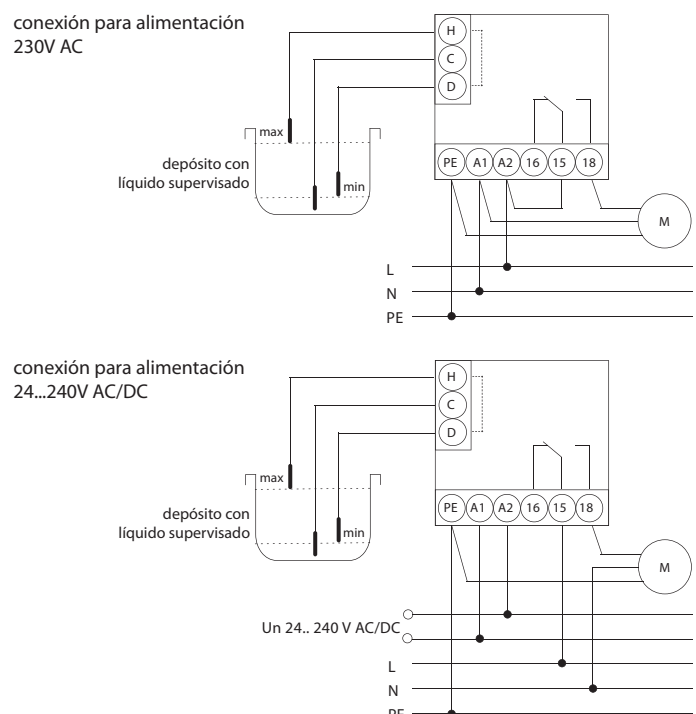 conexión para alimentación
230V AC
H
C
D
max
depósito con
líquido supervisado
min
PE A1 A2 16 15 18
M
L
N
PE
conexión para alimentación
24...240V AC/DC
H
C
D
max
depósito con
líquido supervisado
min
PE A1 A2 16 15 18
M
Un 24.. 240 V AC/DC
L
N
PE